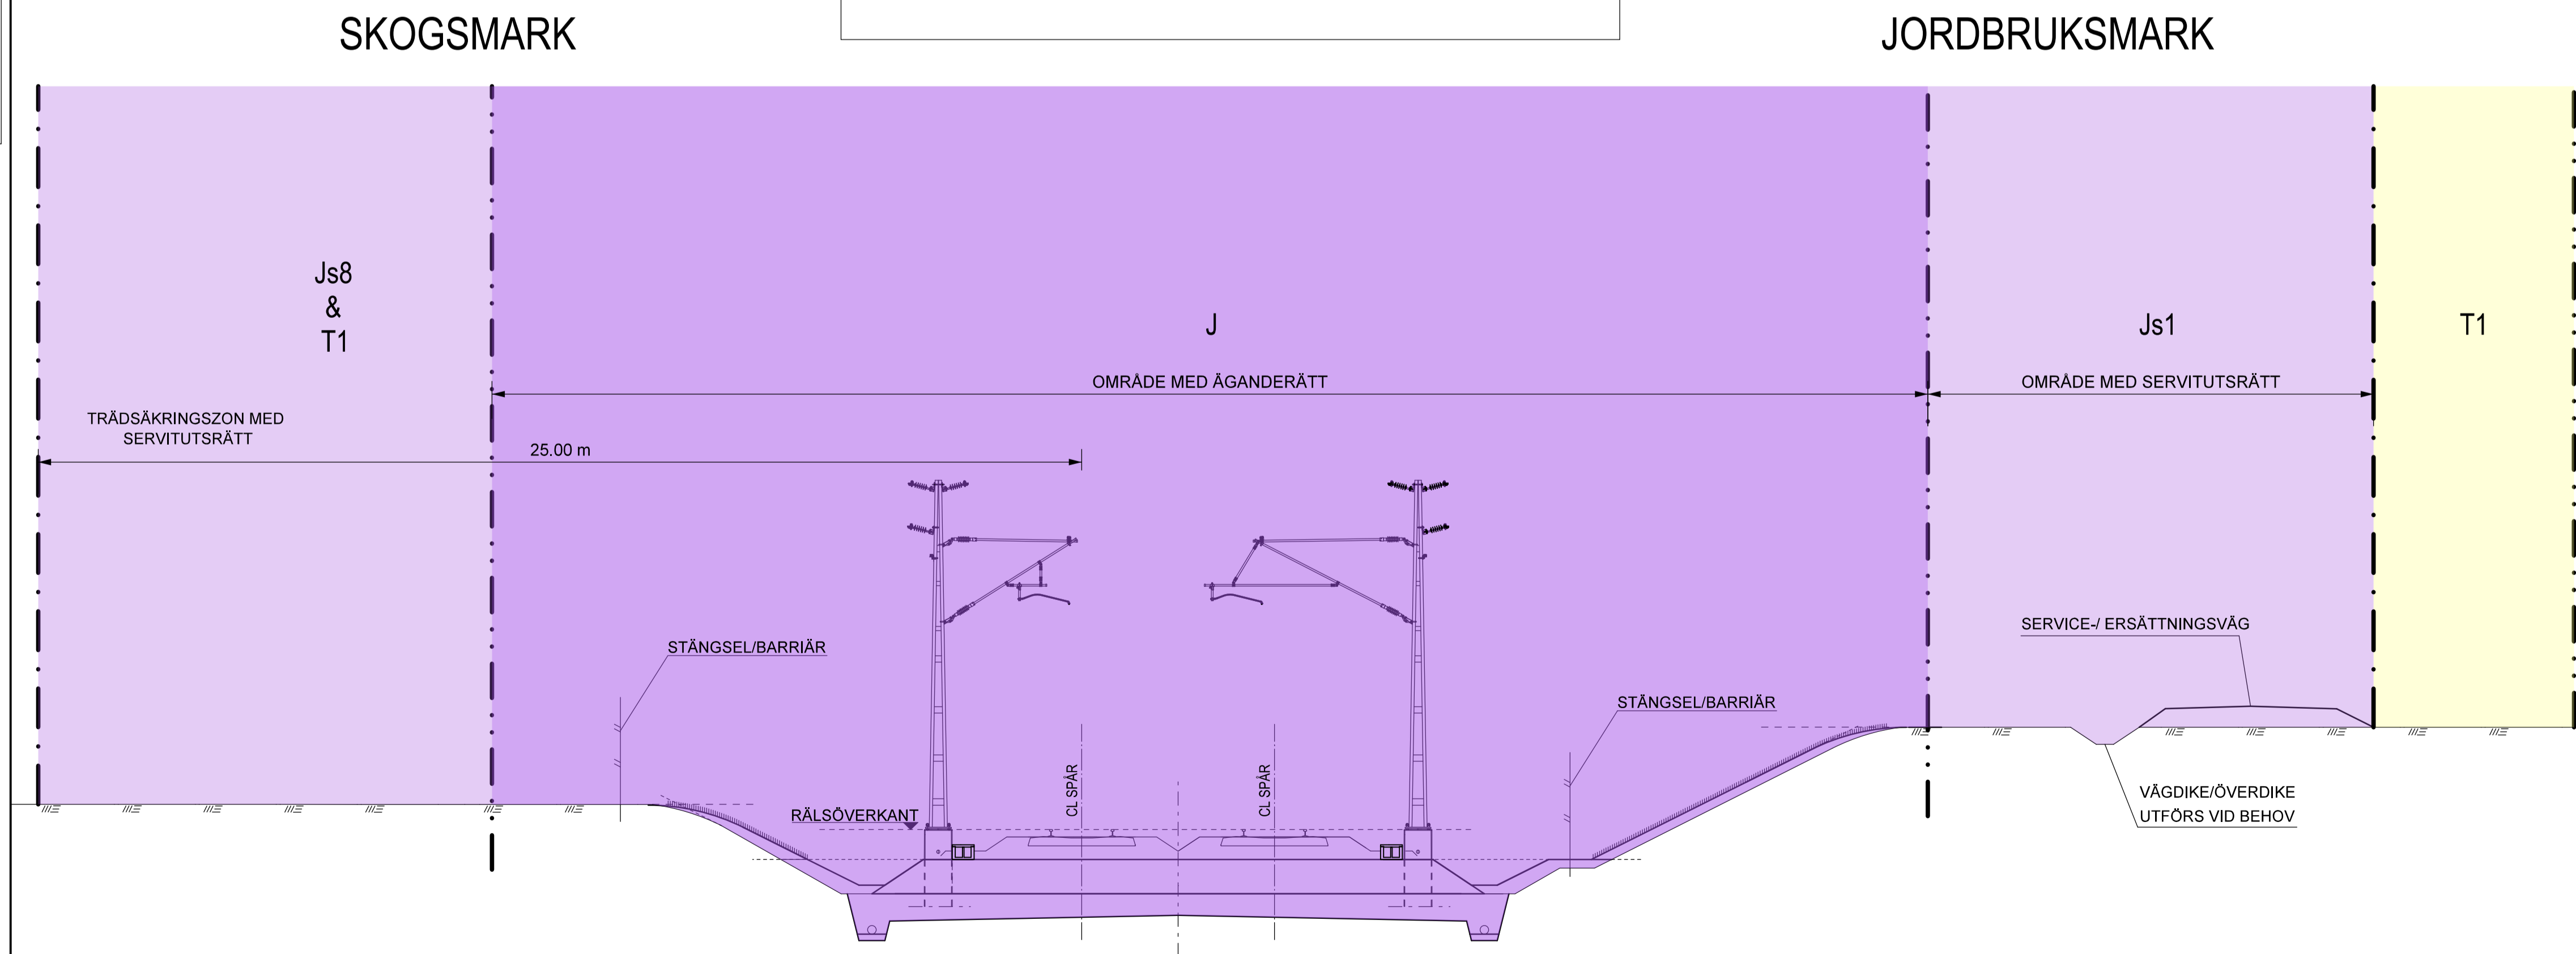 SKOGSMARK
JORDBRUKSMARK
Js8
&
T1
J
Js1
T1
OMRÅDE MED ÄGANDERÄTT
OMRÅDE MED SERVITUTSRÄTT
TRÄDSÄKRINGSZON MED
SERVITUTSRÄTT
25.00 m
STÄNGSEL/BARRIÄR
SERVICE-/ ERSÄTTNINGSVÄG
STÄNGSEL/BARRIÄR
CL SPÅR
CL SPÅR
RÄLSÖVERKANT
VÄGDIKE/ÖVERDIKE
UTFÖRS VID BEHOV